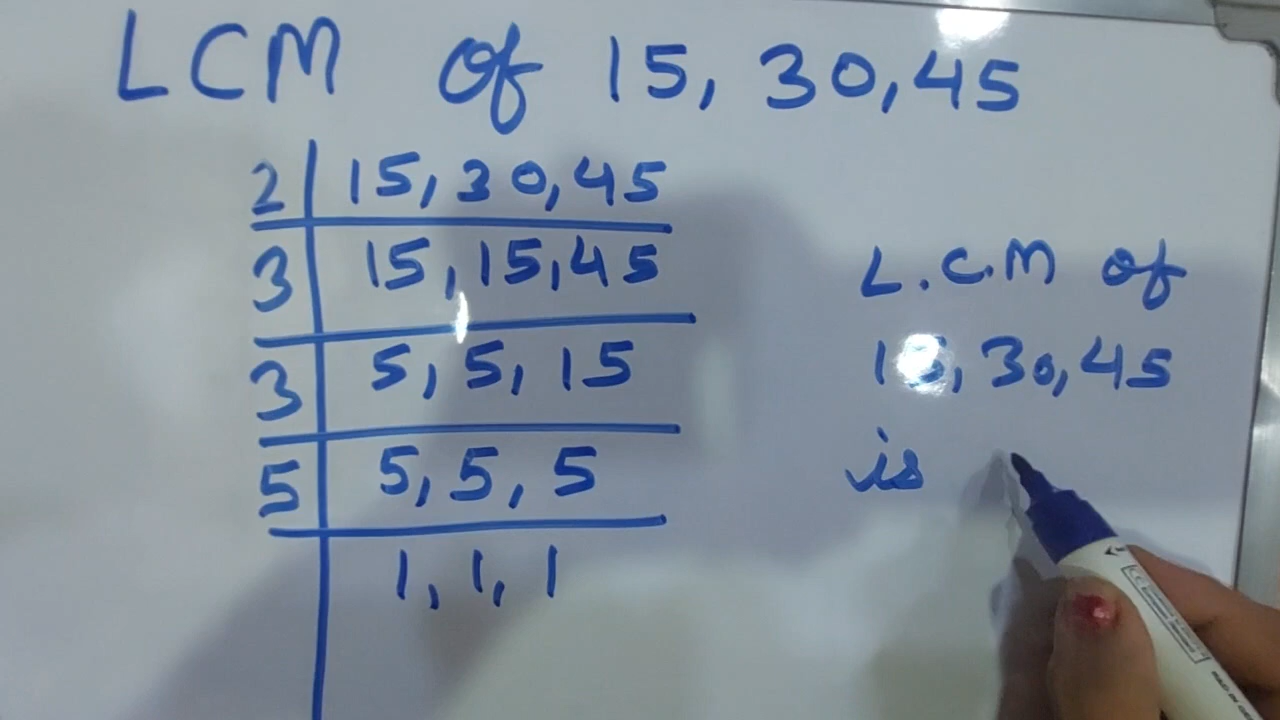 LCM of 15, 30, 45
2 | 15, 30, 45
3 | 15, 15, 45
3 | 5, 5, 15
5 | 5, 5, 5
1, 1, 1
L.C.M of
15, 30, 45
is